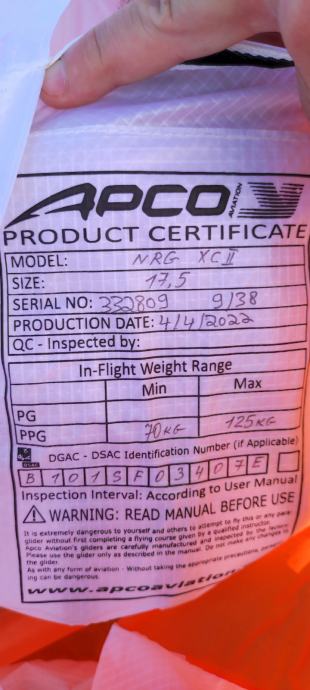 APCO AVIATION
PRODUCT CERTIFICATE
MODEL: NRG XC II
SIZE: 17,5
SERIAL NO: 332809 9/38
PRODUCTION DATE: 4/4/2022
QC - Inspected by:
In-Flight Weight Range
Min Max
PG
PPG 70KG 125KG
DGAC - DSAC Identification Number (if Applicable)
B 1 0 1 S F 0 3 4 0 7 E
Inspection Interval: According to User Manual
WARNING: READ MANUAL BEFORE USE
It is extremely dangerous to yourself and others to attempt to fly this or any para-
glider without first completing a flying course given by a qualified instructor.
Apco Aviation's gliders are carefully manufactured and inspected by the factory.
Please use the glider only as described in the manual. Do not make any changes to
the glider.
As with any form of aviation - Without taking the appropriate precautions,
ing can be dangerous.
www.apcoaviation